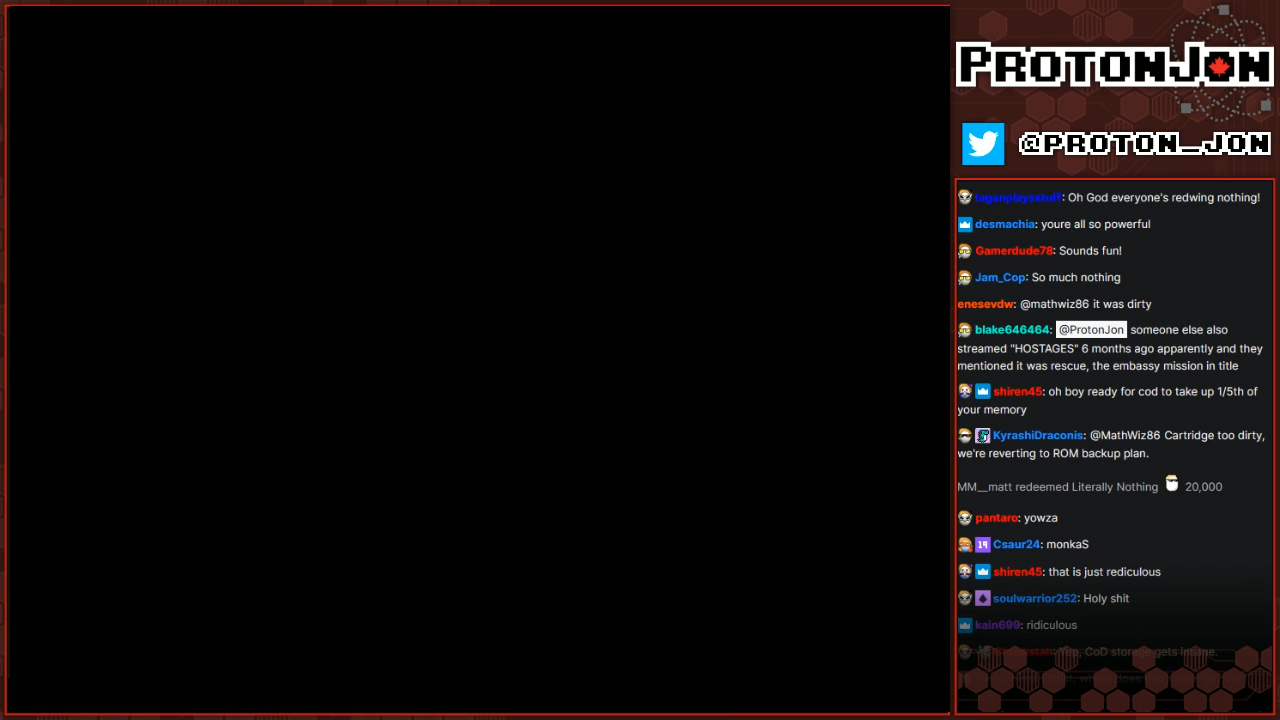 PROTONJON
@PROTON_JON
taganplaysstuff: Oh God everyone's redwing nothing!
desmachia: youre all so powerful
Gamerdude78: Sounds fun!
Jam_Cop: So much nothing
enesevdw: @mathwiz86 it was dirty
blake646464: @ProtonJon someone else also
streamed "HOSTAGES" 6 months ago apparently and they
mentioned it was rescue, the embassy mission in title
shiren45: oh boy ready for cod to take up 1/5th of
your memory
KyrashiDraconis: @MathWiz86 Cartridge too dirty,
we're reverting to ROM backup plan.
MM__matt redeemed Literally Nothing 20,000
pantaro: yowza
19 Csaur24: monkaS
shiren45: that is just rediculous
soulwarrior252: Holy shit
kain699: ridiculous
Yep, CoD storage gets insane.